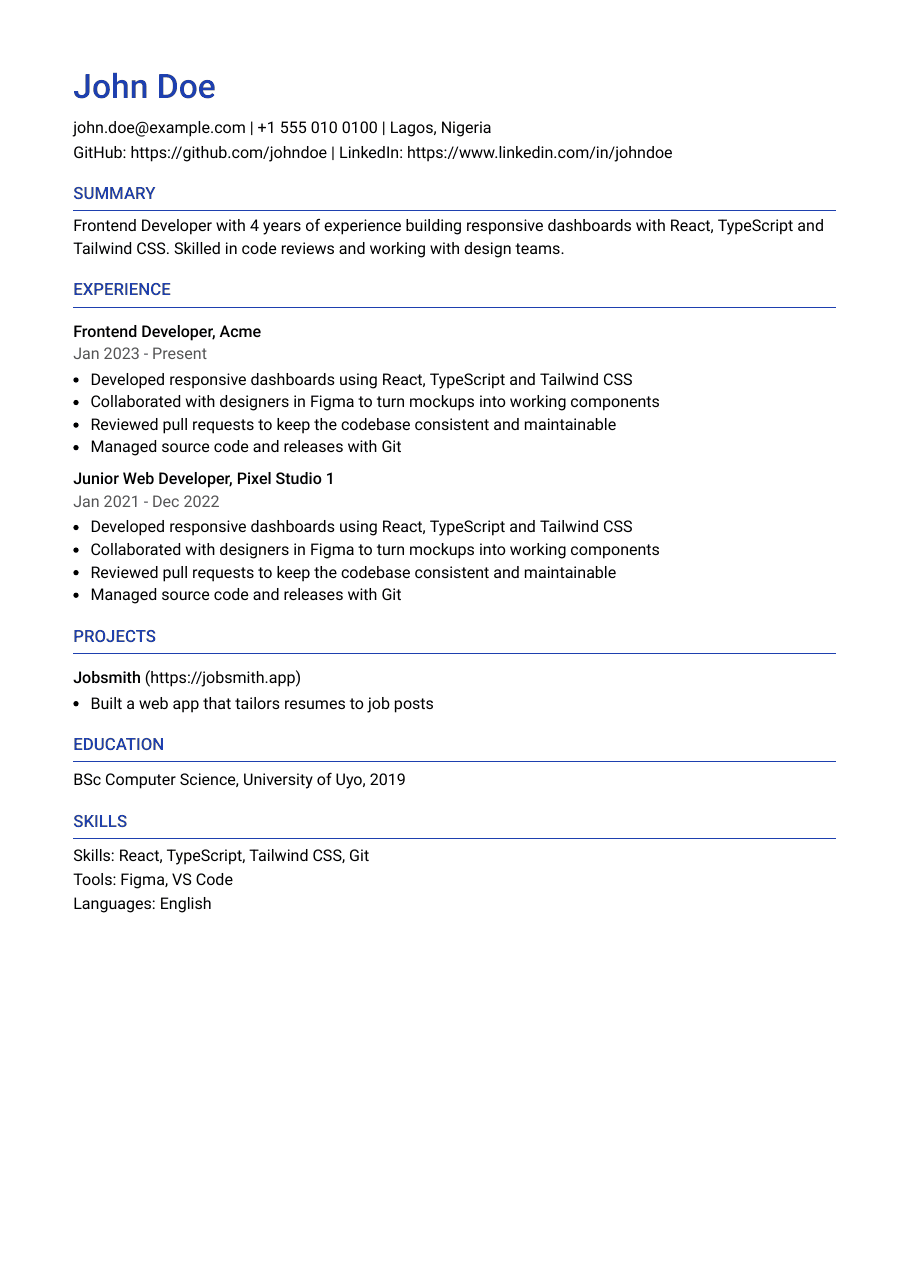 John Doe
john.doe@example.com | +1 555 010 0100 | Lagos, Nigeria
GitHub: https://github.com/johndoe | LinkedIn: https://www.linkedin.com/in/johndoe
SUMMARY
Frontend Developer with 4 years of experience building responsive dashboards with React, TypeScript and
Tailwind CSS. Skilled in code reviews and working with design teams.
EXPERIENCE
Frontend Developer, Acme
Jan 2023 - Present
• Developed responsive dashboards using React, TypeScript and Tailwind CSS
• Collaborated with designers in Figma to turn mockups into working components
• Reviewed pull requests to keep the codebase consistent and maintainable
• Managed source code and releases with Git
Junior Web Developer, Pixel Studio 1
Jan 2021 - Dec 2022
• Developed responsive dashboards using React, TypeScript and Tailwind CSS
• Collaborated with designers in Figma to turn mockups into working components
• Reviewed pull requests to keep the codebase consistent and maintainable
• Managed source code and releases with Git
PROJECTS
Jobsmith (https://jobsmith.app)
• Built a web app that tailors resumes to job posts
EDUCATION
BSc Computer Science, University of Uyo, 2019
SKILLS
Skills: React, TypeScript, Tailwind CSS, Git
Tools: Figma, VS Code
Languages: English